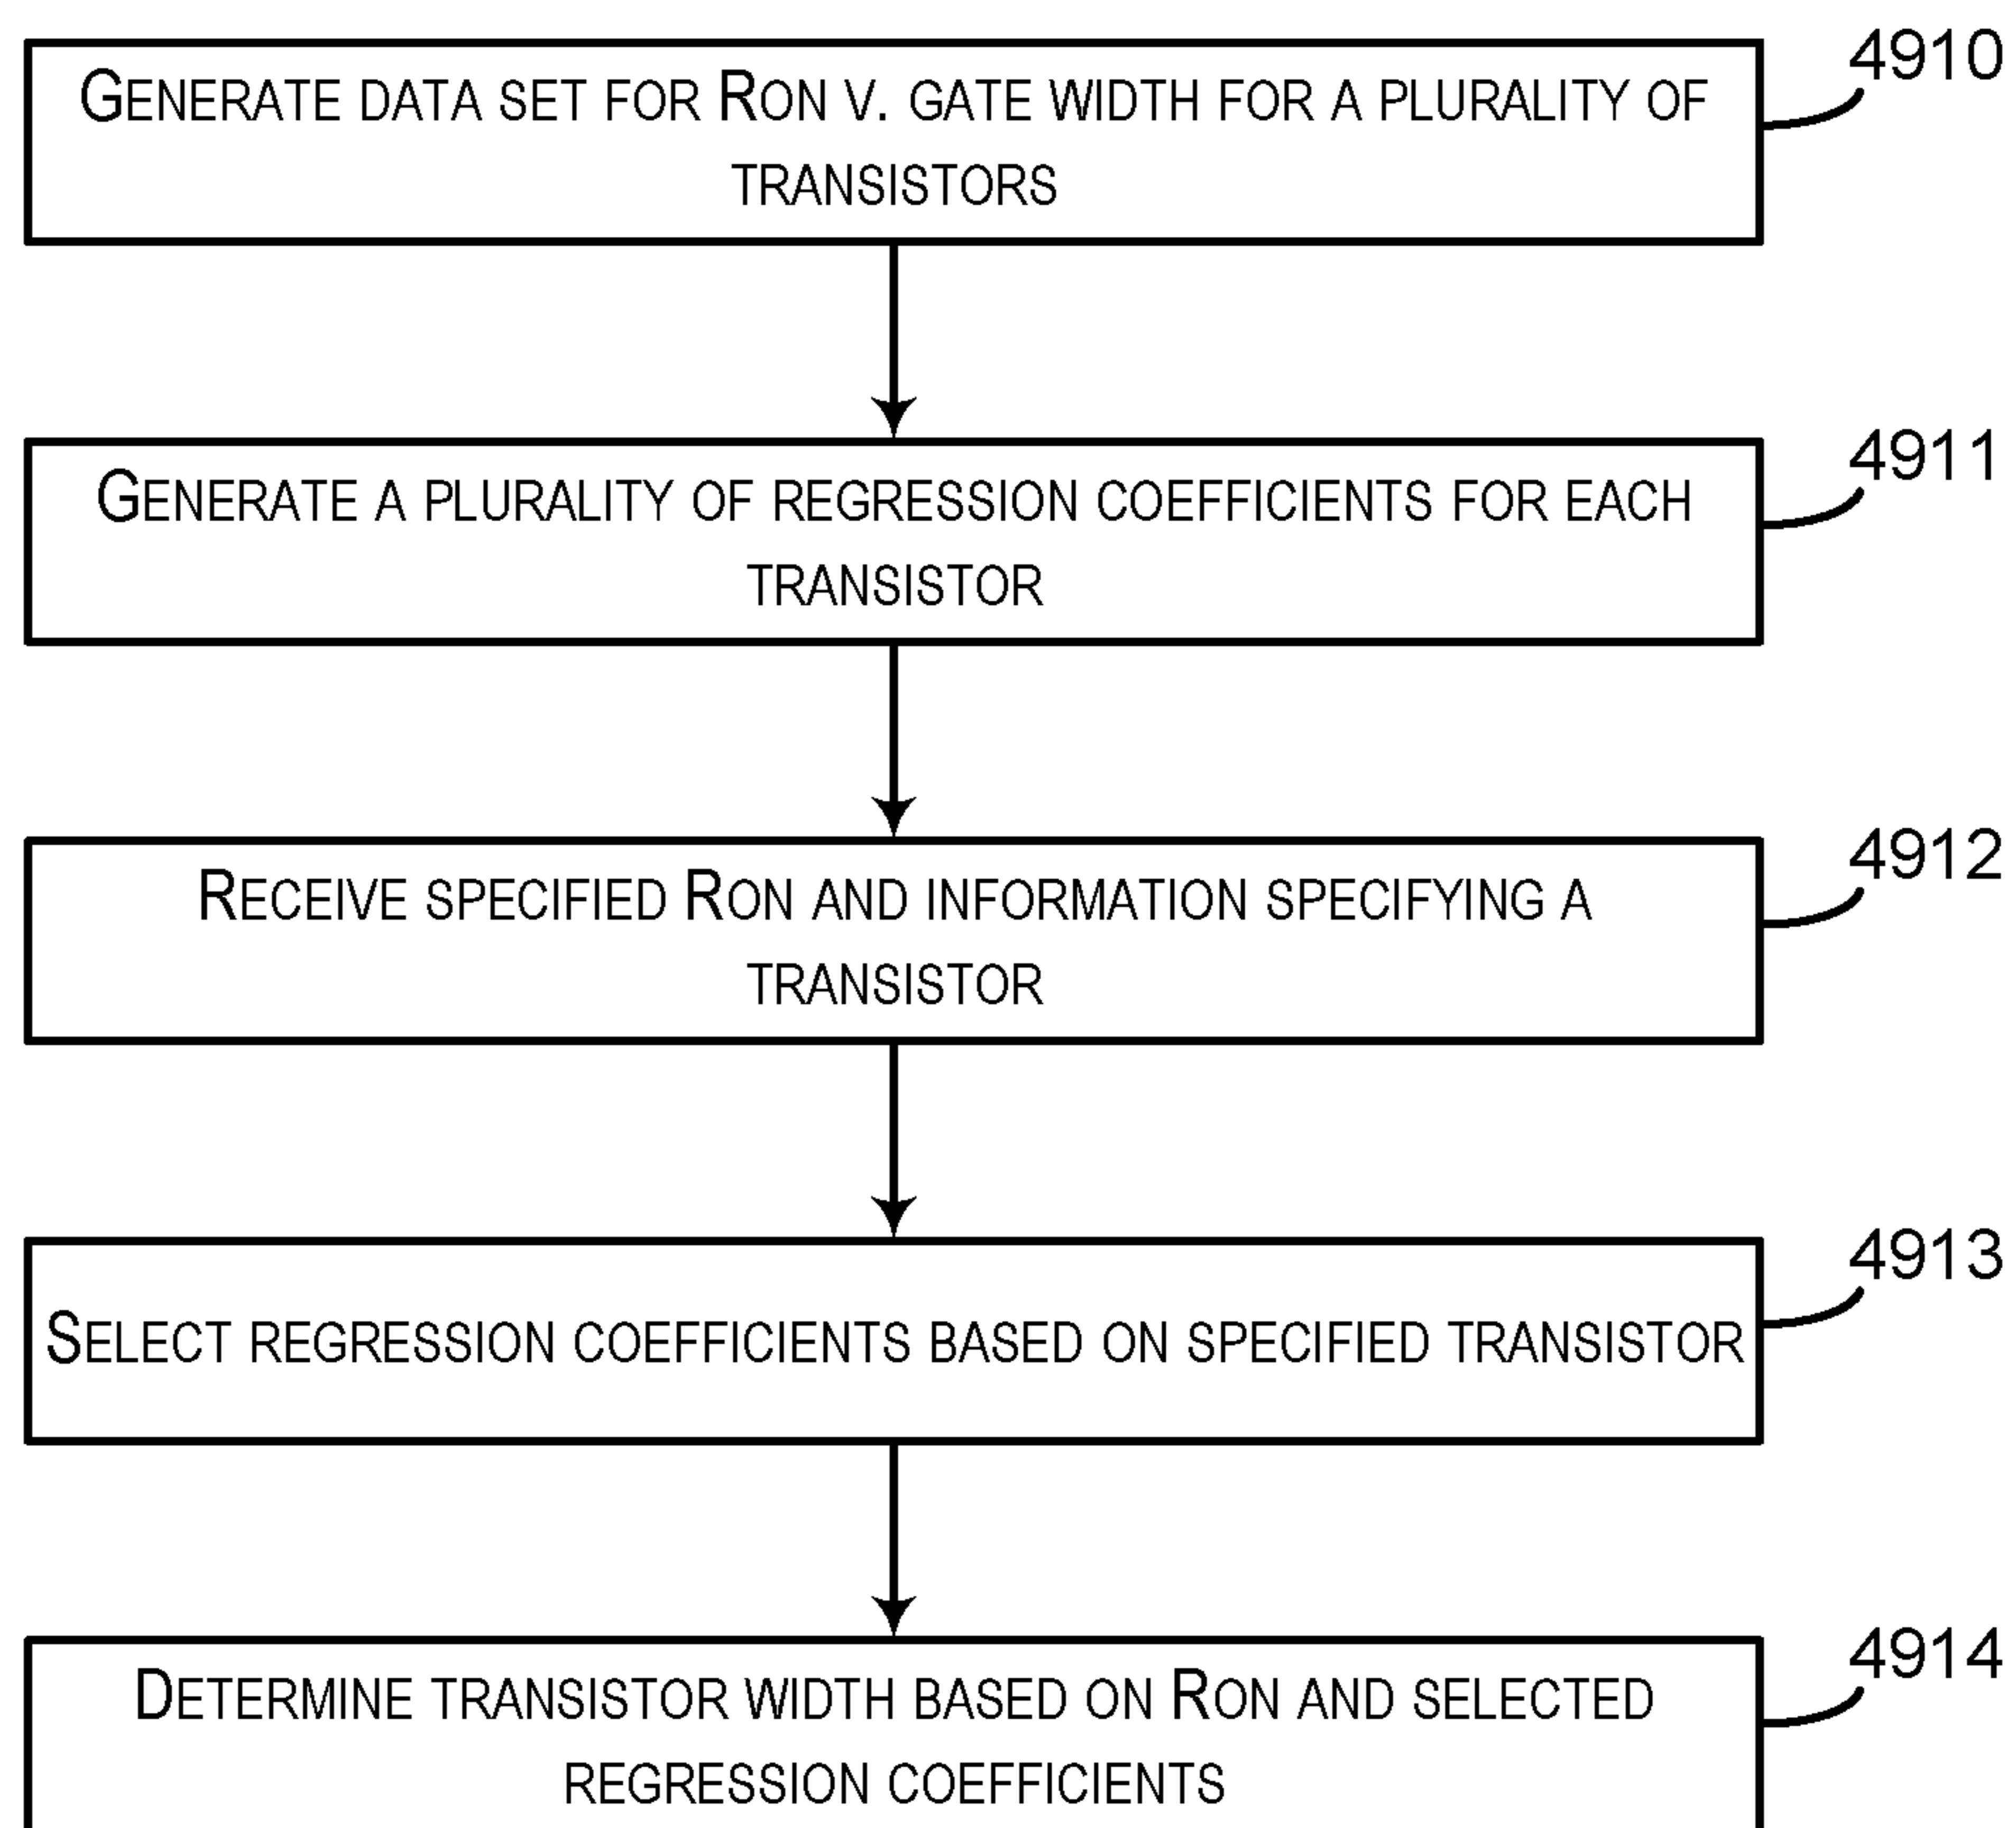 GENERATE DATA SET FOR RON V. GATE WIDTH FOR A PLURALITY OF
TRANSISTORS
4910
GENERATE A PLURALITY OF REGRESSION COEFFICIENTS FOR EACH
TRANSISTOR
4911
RECEIVE SPECIFIED RON AND INFORMATION SPECIFYING A
TRANSISTOR
4912
SELECT REGRESSION COEFFICIENTS BASED ON SPECIFIED TRANSISTOR
4913
DETERMINE TRANSISTOR WIDTH BASED ON RON AND SELECTED
REGRESSION COEFFICIENTS
4914